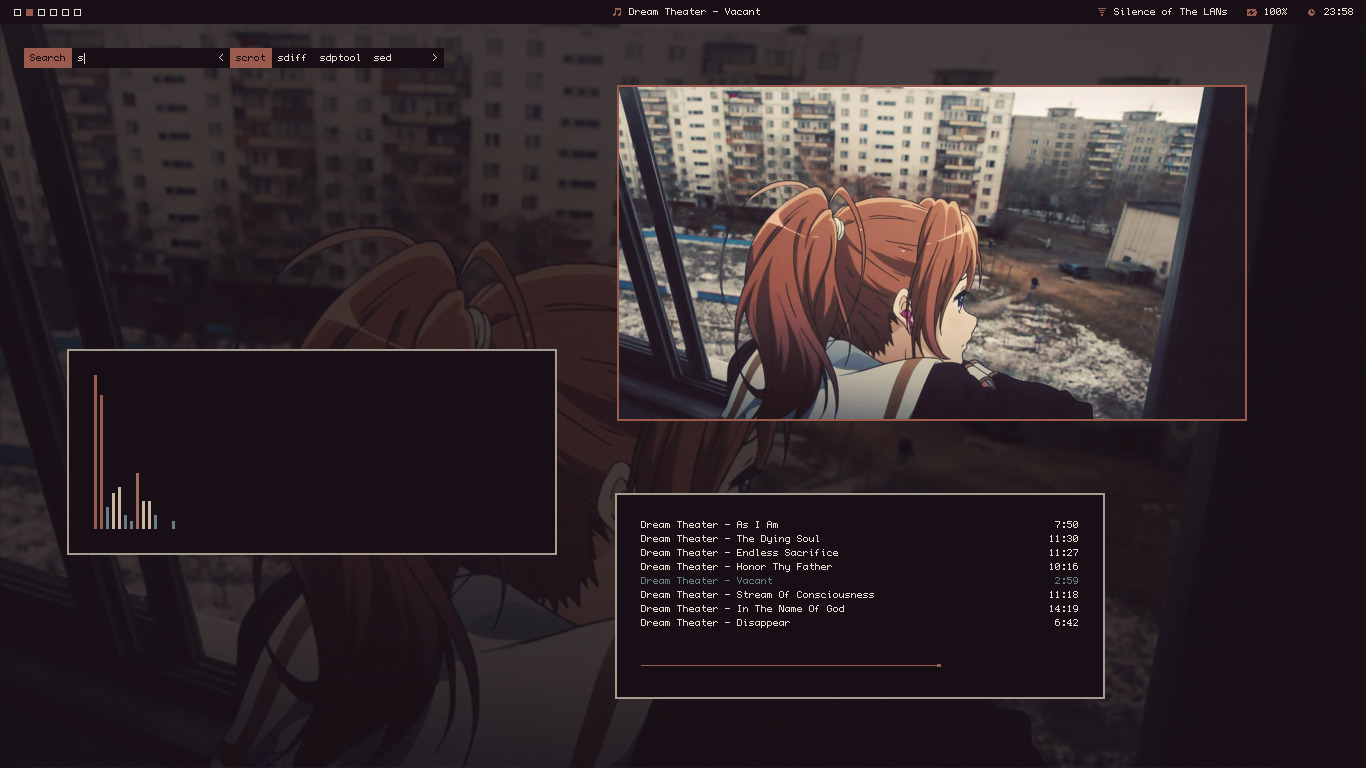 Dream Theater - Vacant
Silence of The LANs 100% 23:58
Search s < scrot sdiff sdptool sed >
Dream Theater - As I Am 7:50
Dream Theater - The Dying Soul 11:30
Dream Theater - Endless Sacrifice 11:27
Dream Theater - Honor Thy Father 10:16
Dream Theater - Vacant 2:59
Dream Theater - Stream Of Consciousness 11:18
Dream Theater - In The Name Of God 14:19
Dream Theater - Disappear 6:42